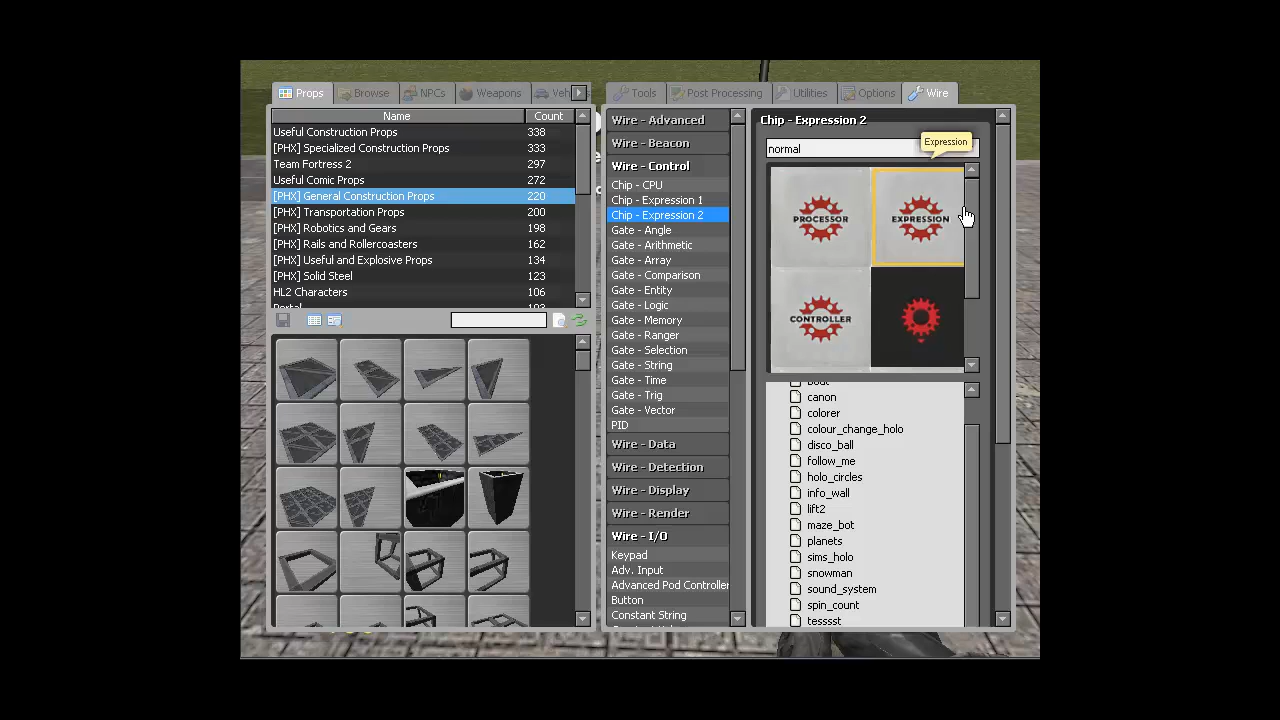 Props
Browse
NPCs
Weapons
Veh
Tools
Post Processing
Utilities
Options
Wire
Name
Count
Useful Construction Props 338
[PHX] Specialized Construction Props 333
Team Fortress 2 297
Useful Comic Props 272
[PHX] General Construction Props 220
[PHX] Transportation Props 200
[PHX] Robotics and Gears 198
[PHX] Rails and Rollercoasters 162
[PHX] Useful and Explosive Props 134
[PHX] Solid Steel 123
HL2 Characters 106
Wire - Advanced
Wire - Beacon
Wire - Control
Chip - CPU
Chip - Expression 1
Chip - Expression 2
Gate - Angle
Gate - Arithmetic
Gate - Array
Gate - Comparison
Gate - Entity
Gate - Logic
Gate - Memory
Gate - Ranger
Gate - Selection
Gate - String
Gate - Time
Gate - Trig
Gate - Vector
PID
Wire - Data
Wire - Detection
Wire - Display
Wire - Render
Wire - I/O
Keypad
Adv. Input
Advanced Pod Controller
Button
Constant String
Chip - Expression 2
normal
Expression
PROCESSOR
EXPRESSION
CONTROLLER
canon
colorer
colour_change_holo
disco_ball
follow_me
holo_circles
info_wall
lift2
maze_bot
planets
sims_holo
snowman
sound_system
spin_count
tesssst